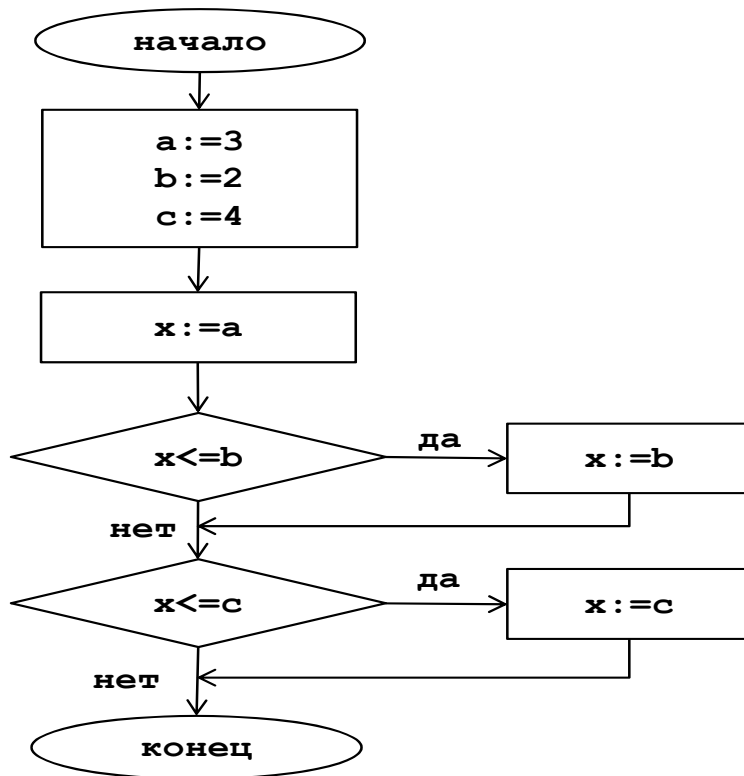 начало
a:=3
b:=2
c:=4
x:=a
x<=b
да
x:=b
нет
x<=c
да
x:=c
нет
конец